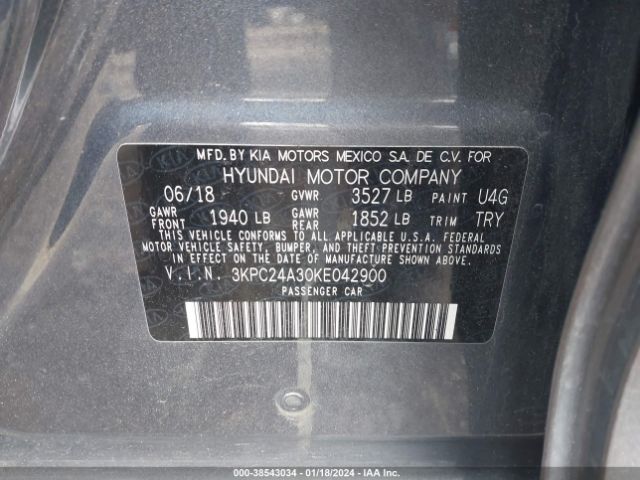 MFD. BY KIA MOTORS MEXICO S.A. DE C.V. FOR
HYUNDAI MOTOR COMPANY
06/18 GVWR 3527 LB PAINT U4G
GAWR FRONT 1940 LB GAWR REAR 1852 LB TRIM TRY
THIS VEHICLE CONFORMS TO ALL APPLICABLE U.S.A. FEDERAL
MOTOR VEHICLE SAFETY, BUMPER, AND THEFT PREVENTION STANDARDS
IN EFFECT ON THE DATE OF MANUFACTURE SHOWN ABOVE.
V.I.N. 3KPC24A30KE042900
PASSENGER CAR
000-38543034 - 01/18/2024 - IAA Inc.